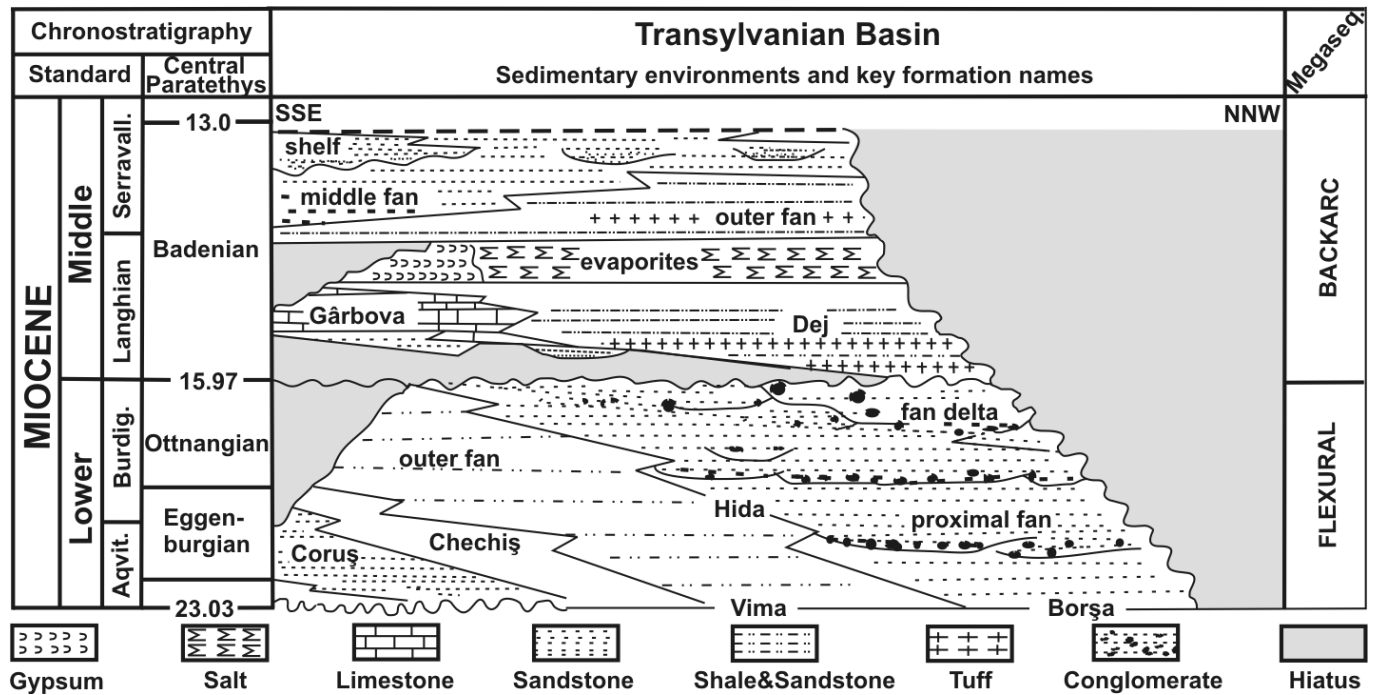 Chronostratigraphy
Transylvanian Basin
Megaseq.
Standard
Central
Paratethys
Sedimentary environments and key formation names
MIOCENE
Middle
Lower
Serravall.
Langhian
Burdig.
Aqvit.
13.0
Badenian
15.97
Ottnangian
Eggen-
burgian
23.03
SSE
NNW
shelf
middle fan
outer fan
evaporites
Gârbova
Dej
fan delta
outer fan
Hida
proximal fan
Chechiş
Coruş
Vima
Borşa
BACKARC
FLEXURAL
Gypsum
Salt
Limestone
Sandstone
Shale&Sandstone
Tuff
Conglomerate
Hiatus